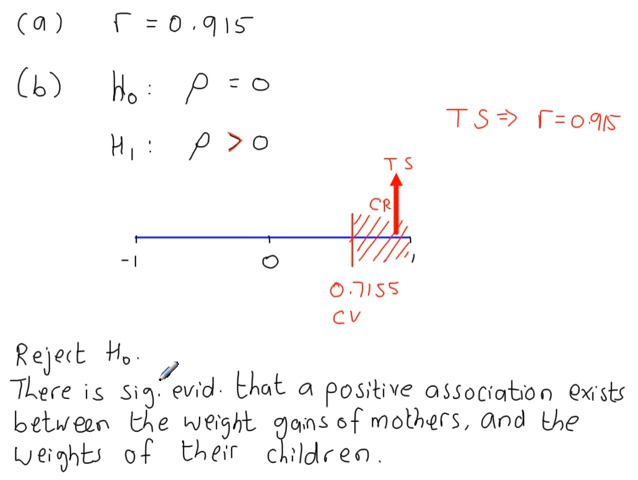 (a) r = 0.915
(b) H₀: ρ = 0
H₁: ρ > 0
TS ⇒ r=0.915
TS
CR
-1 0 1
0.7155
CV
Reject H₀.
There is sig. evid. that a positive association exists
between the weight gains of mothers, and the
weights of their children.